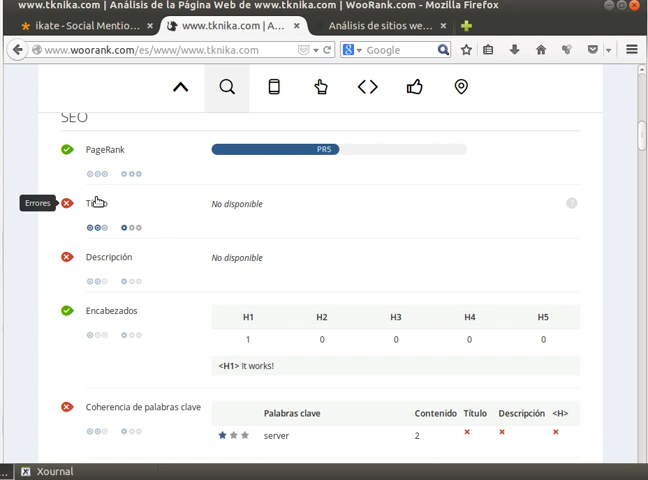 www.tknika.com | Análisis de la Página Web de www.tknika.com | WooRank.com - Mozilla Firefox
ikate - Social Mentio...
www.tknika.com | A...
Análisis de sitios we...
www.woorank.com/es/www/www.tknika.com
Google
SEO
PageRank
PR5
Errores
No disponible
?
Descripción
No disponible
Encabezados
H1 H2 H3 H4 H5
1 0 0 0 0
<H1> It works!
Coherencia de palabras clave
Palabras clave Contenido Título Descripción <H>
server 2
... Xournal